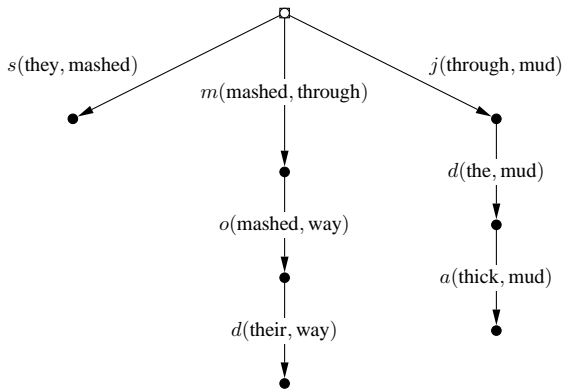 s(they, mashed)
j(through, mud)
m(mashed, through)
d(the, mud)
o(mashed, way)
a(thick, mud)
d(their, way)